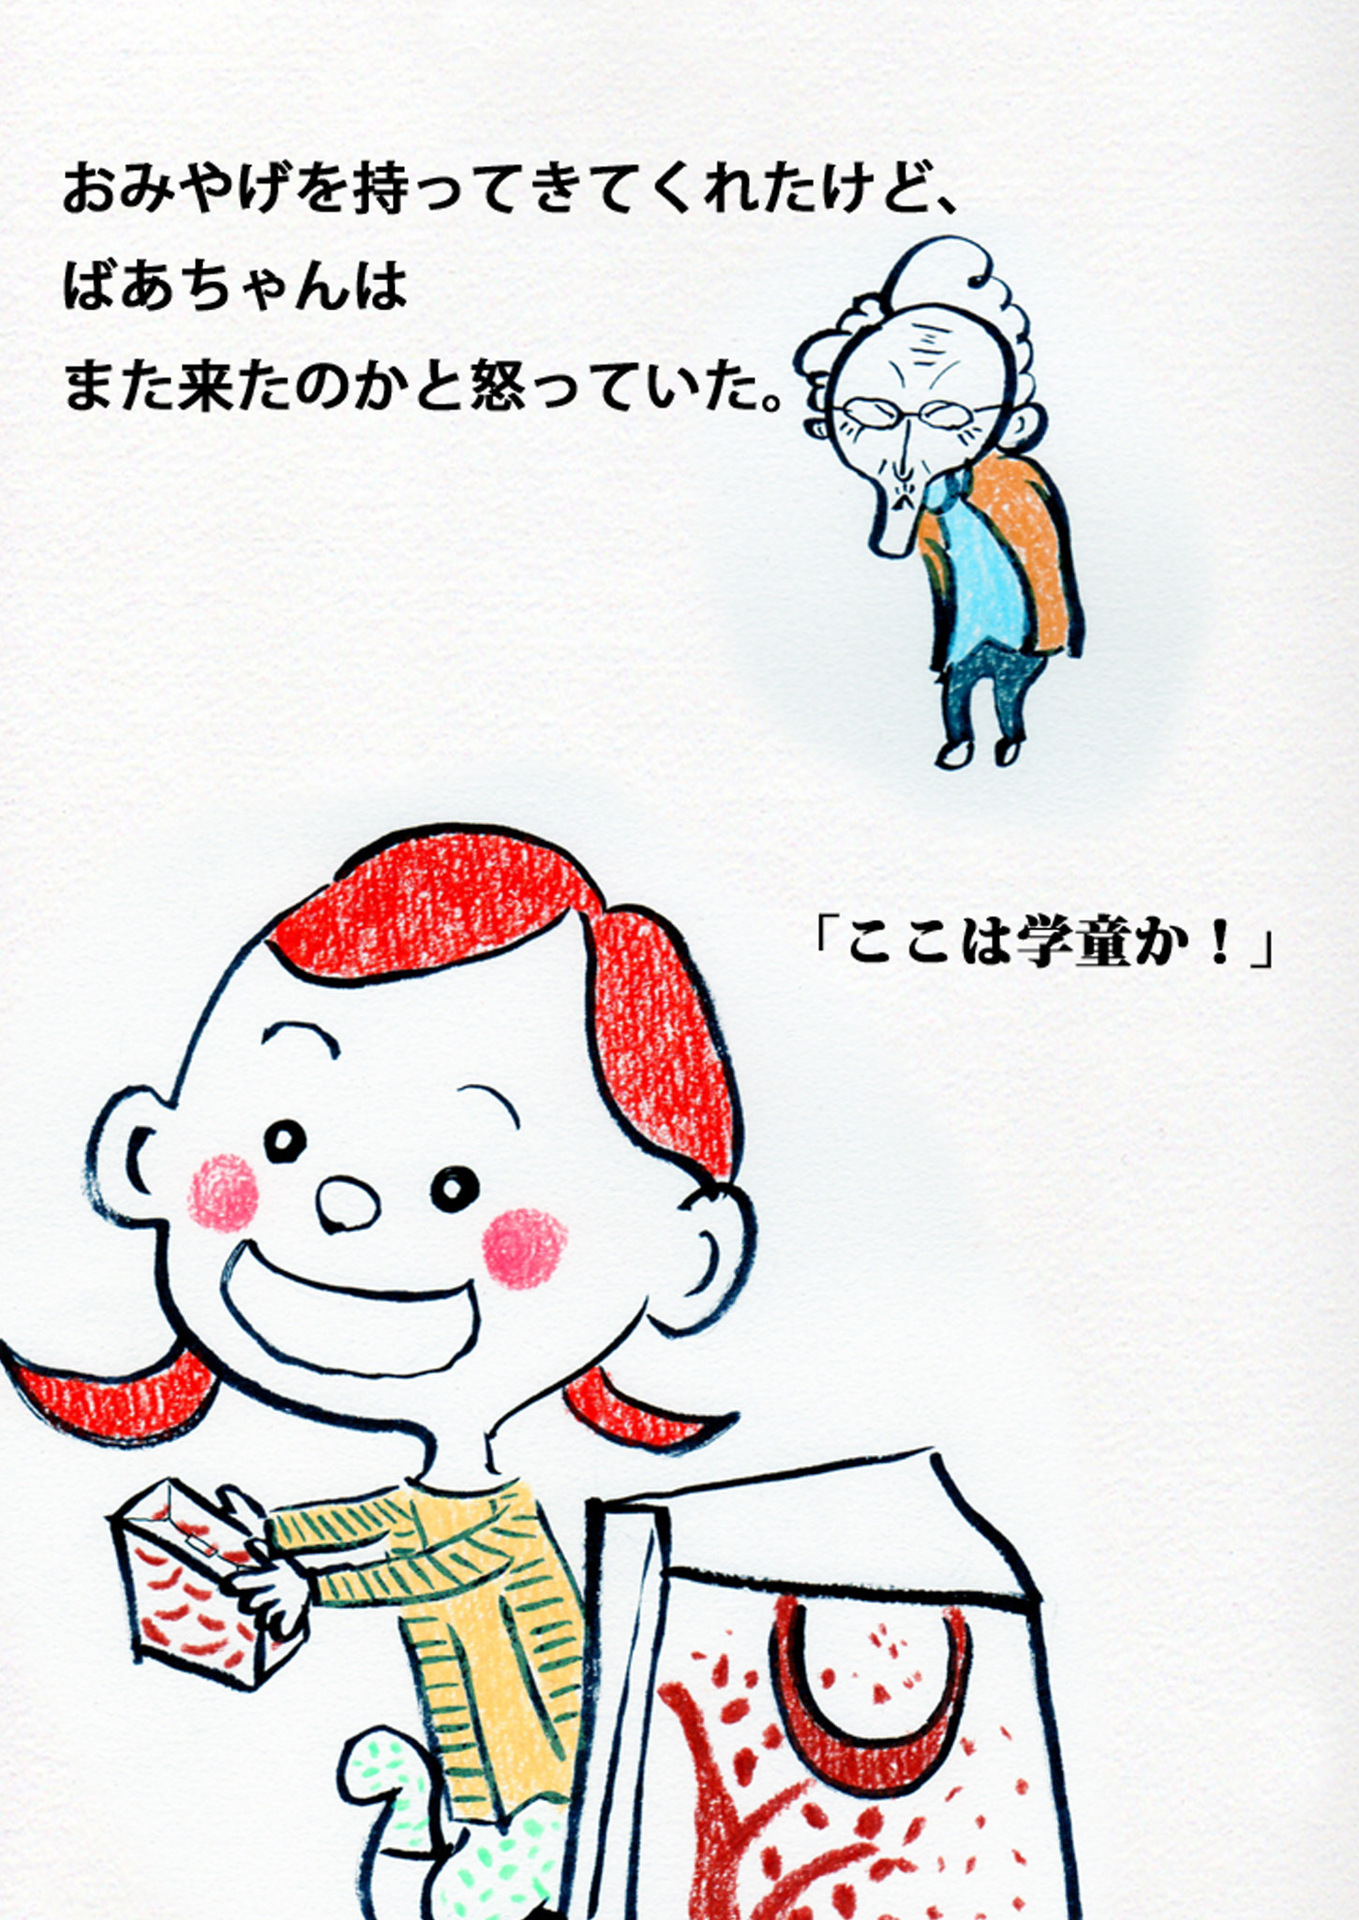 おみやげを持ってきてくれたけど、
ばあちゃんは
また来たのかと怒っていた。
「ここは学童か！」